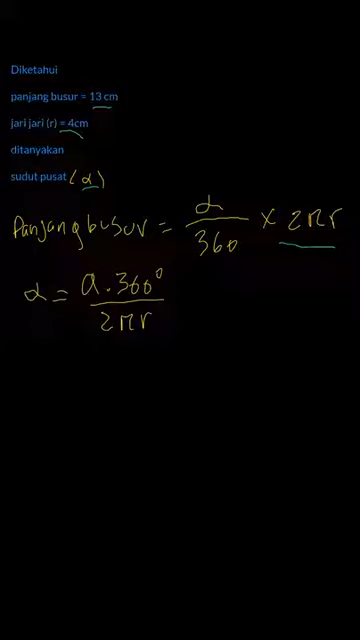 Diketahui
panjang busur = 13 cm
jari jari (r) = 4cm
ditanyakan
sudut pusat (α)
Panjang busur = α/360 × 2πr
α = a . 360°/2πr